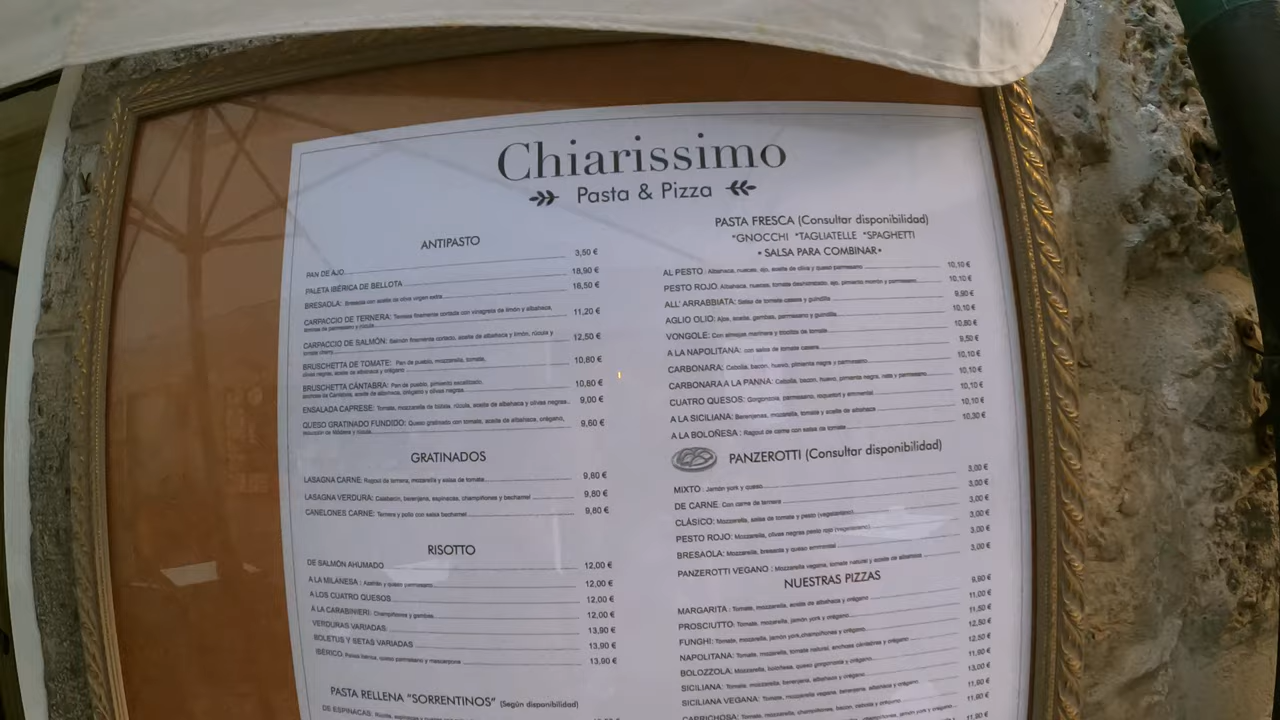 Chiarissimo
Pasta & Pizza
ANTIPASTO
PAN DE AJO 3,50 €
PALETA IBÉRICA DE BELLOTA 18,90 €
BRESAOLA: Bresaola con aceite de oliva virgen extra 16,50 €
CARPACCIO DE TERNERA: Ternera finamente cortada con vinagreta de limón y albahaca, 11,20 €
láminas de parmesano y rúcula
CARPACCIO DE SALMÓN: Salmón finamente cortado, aceite de albahaca y limón, rúcula y 12,50 €
tomate cherry
BRUSCHETTA DE TOMATE: Pan de pueblo, mozzarella, tomate, 10,80 €
olivas negras, aceite de albahaca y orégano
BRUSCHETTA CÁNTABRA: Pan de pueblo, pimiento escalibado, 10,80 €
anchoas de Cantabria, aceite de albahaca, orégano y olivas negras
ENSALADA CAPRESE: Tomate, mozzarella de búfala, rúcula, aceite de albahaca y olivas negras 9,00 €
QUESO GRATINADO FUNDIDO: Queso gratinado con tomate, aceite de albahaca, orégano, 9,60 €
reducción de Módena y rúcula
GRATINADOS
LASAGNA CARNE: Ragout de ternera, mozzarella y salsa de tomate 9,80 €
LASAGNA VERDURA: Calabacín, berenjena, espinacas, champiñones y bechamel 9,80 €
CANELONES CARNE: Ternera y pollo con salsa bechamel 9,80 €
RISOTTO
DE SALMÓN AHUMADO 12,00 €
A LA MILANESA: Azafrán y queso parmesano 12,00 €
A LOS CUATRO QUESOS 12,00 €
A LA CARABINIERI: Champiñones y gambas 12,00 €
VERDURAS VARIADAS 13,90 €
BOLETUS Y SETAS VARIADAS 13,90 €
IBÉRICO: Paleta ibérica, queso parmesano y mascarpone 13,90 €
PASTA RELLENA “SORRENTINOS” (Según disponibilidad)
DE ESPINACAS: Ricotta, espinacas y
PASTA FRESCA (Consultar disponibilidad)
*GNOCCHI *TAGLIATELLE *SPAGHETTI
• SALSA PARA COMBINAR•
AL PESTO: Albahaca, nueces, ajo, aceite de oliva y queso parmesano 10,10 €
PESTO ROJO: Albahaca, nueces, tomate deshidratado, ajo, pimiento morrón y parmesano 10,10 €
ALL' ARRABBIATA: Salsa de tomate casera y guindilla 9,90 €
AGLIO OLIO: Ajos, aceite, gambas, parmesano y guindilla 10,10 €
VONGOLE: Con almejas marinera y trocitos de tomate 10,80 €
A LA NAPOLITANA: con salsa de tomate casera 9,50 €
CARBONARA: Cebolla, bacon, huevo, pimienta negra y parmesano 10,10 €
CARBONARA A LA PANNA: Cebolla, bacon, huevo, pimienta negra, nata y parmesano 10,10 €
CUATRO QUESOS: Gorgonzola, parmesano, roquefort y emmental 10,10 €
A LA SICILIANA: Berenjenas, mozzarella, tomate y aceite de albahaca 10,10 €
A LA BOLOÑESA: Ragout de carne con salsa de tomate 10,30 €
PANZEROTTI (Consultar disponibilidad)
MIXTO: Jamón york y queso 3,00 €
DE CARNE: Con carne de ternera 3,00 €
CLÁSICO: Mozzarella, salsa de tomate y pesto (vegetariano) 3,00 €
PESTO ROJO: Mozzarella, olivas negras pesto rojo (vegetariano) 3,00 €
BRESAOLA: Mozzarella, bresaola y queso emmental 3,00 €
PANZEROTTI VEGANO: Mozzarella vegana, tomate natural y aceite de albahaca 3,00 €
NUESTRAS PIZZAS
MARGARITA: Tomate, mozzarella, aceite de albahaca y orégano 9,90 €
PROSCIUTTO: Tomate, mozzarella, jamón york y orégano 11,00 €
FUNGHI: Tomate, mozzarella, jamón york, champiñones y orégano 11,50 €
NAPOLITANA: Tomate, mozzarella, tomate natural, anchoas cántabras y orégano 12,50 €
BOLOZZOLA: Mozzarella, boloñesa, queso gorgonzola y orégano 12,50 €
SICILIANA: Tomate, mozzarella, berenjena, albahaca y orégano 11,60 €
SICILIANA VEGANA: Tomate, mozzarella vegana, berenjena, albahaca y orégano 13,00 €
CAPRICHOSA: Tomate, mozzarella, champiñones, bacon, cebolla y orégano 11,90 €
11,90 €
11,90 €